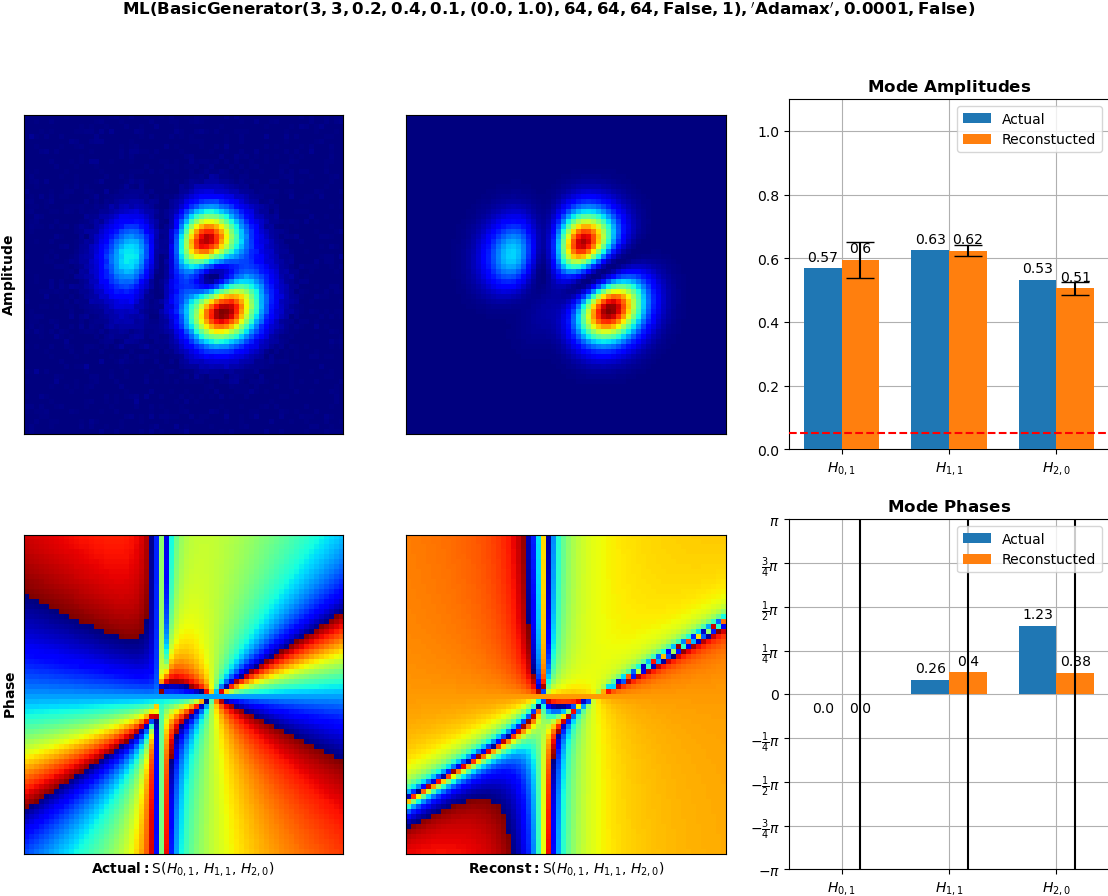 ML(BasicGenerator(3, 3, 0.2, 0.4, 0.1, (0.0, 1.0), 64, 64, 64, False, 1), 'Adamax', 0.0001, False)
Amplitude
Mode Amplitudes
Actual
Reconstucted
1.0
0.8
0.6
0.4
0.2
0.0
0.57
0.6
0.63
0.62
0.53
0.51
H0,1
H1,1
H2,0
Phase
Actual: S(H0,1, H1,1, H2,0)
Reconst: S(H0,1, H1,1, H2,0)
Mode Phases
Actual
Reconstucted
π
3/4π
1/2π
1/4π
0
−1/4π
−1/2π
−3/4π
−π
0.0
0.0
0.26
0.4
1.23
0.38
H0,1
H1,1
H2,0